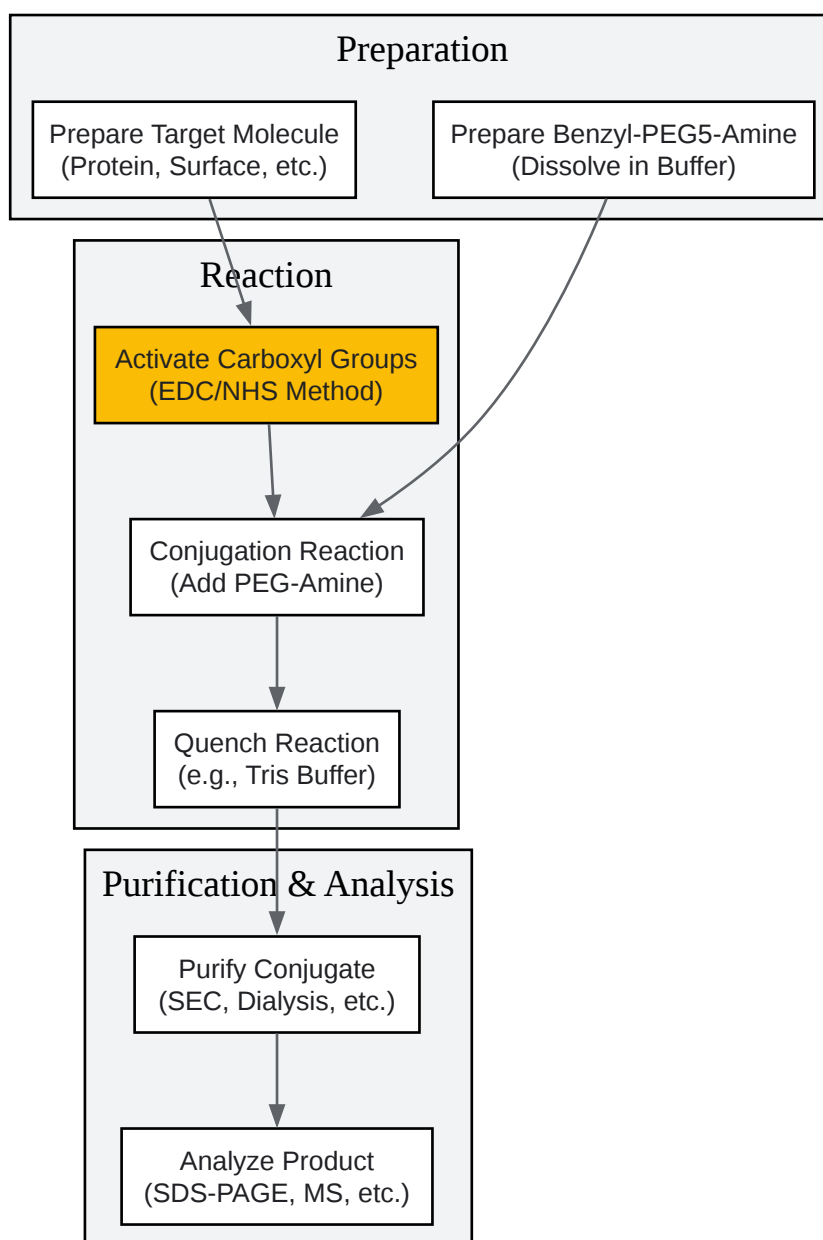 Preparation
Prepare Target Molecule
(Protein, Surface, etc.)
Prepare Benzyl-PEG5-Amine
(Dissolve in Buffer)
Reaction
Activate Carboxyl Groups
(EDC/NHS Method)
Conjugation Reaction
(Add PEG-Amine)
Quench Reaction
(e.g., Tris Buffer)
Purification & Analysis
Purify Conjugate
(SEC, Dialysis, etc.)
Analyze Product
(SDS-PAGE, MS, etc.)